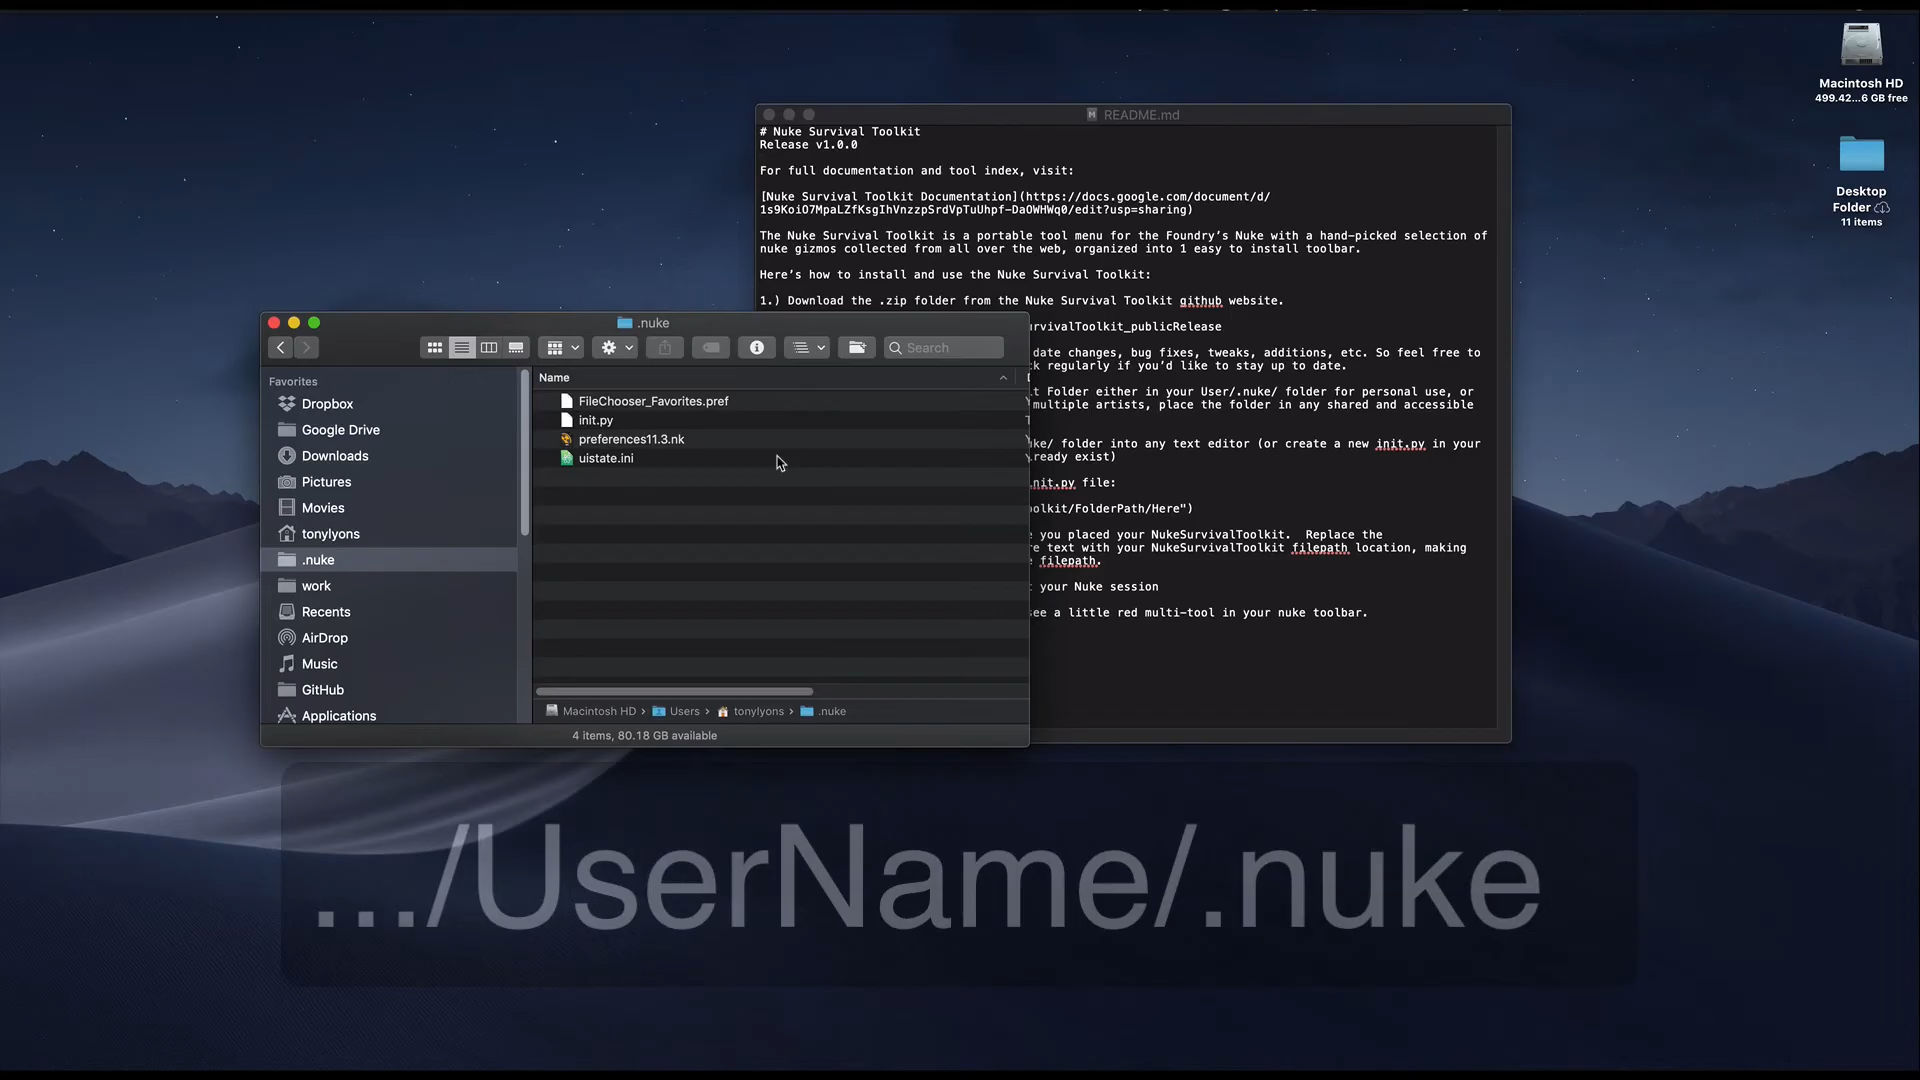 Macintosh HD
499.42...6 GB free
Desktop
Folder
11 items
README.md
# Nuke Survival Toolkit
Release v1.0.0
For full documentation and tool index, visit:
[Nuke Survival Toolkit Documentation](https://docs.google.com/document/d/
1s9KoiO7MpaLZfKsgIhVnzzpSrdVpTuUhpf-DaOWHWq0/edit?usp=sharing)
The Nuke Survival Toolkit is a portable tool menu for the Foundry's Nuke with a hand-picked selection of
nuke gizmos collected from all over the web, organized into 1 easy to install toolbar.
Here's how to install and use the Nuke Survival Toolkit:
1.) Download the .zip folder from the Nuke Survival Toolkit github website.
urvivalToolkit_publicRelease
date changes, bug fixes, tweaks, additions, etc. So feel free to
k regularly if you'd like to stay up to date.
t Folder either in your User/.nuke/ folder for personal use, or
multiple artists, place the folder in any shared and accessible
ke/ folder into any text editor (or create a new init.py in your
ready exist)
nit.py file:
olkit/FolderPath/Here")
e you placed your NukeSurvivalToolkit. Replace the
e text with your NukeSurvivalToolkit filepath location, making
filepath.
t your Nuke session
see a little red multi-tool in your nuke toolbar.
.nuke
Search
Favorites
Dropbox
Google Drive
Downloads
Pictures
Movies
tonylyons
.nuke
work
Recents
AirDrop
Music
GitHub
Applications
Name
FileChooser_Favorites.pref
init.py
preferences11.3.nk
uistate.ini
Macintosh HD › Users › tonylyons › .nuke
4 items, 80.18 GB available
.../UserName/.nuke